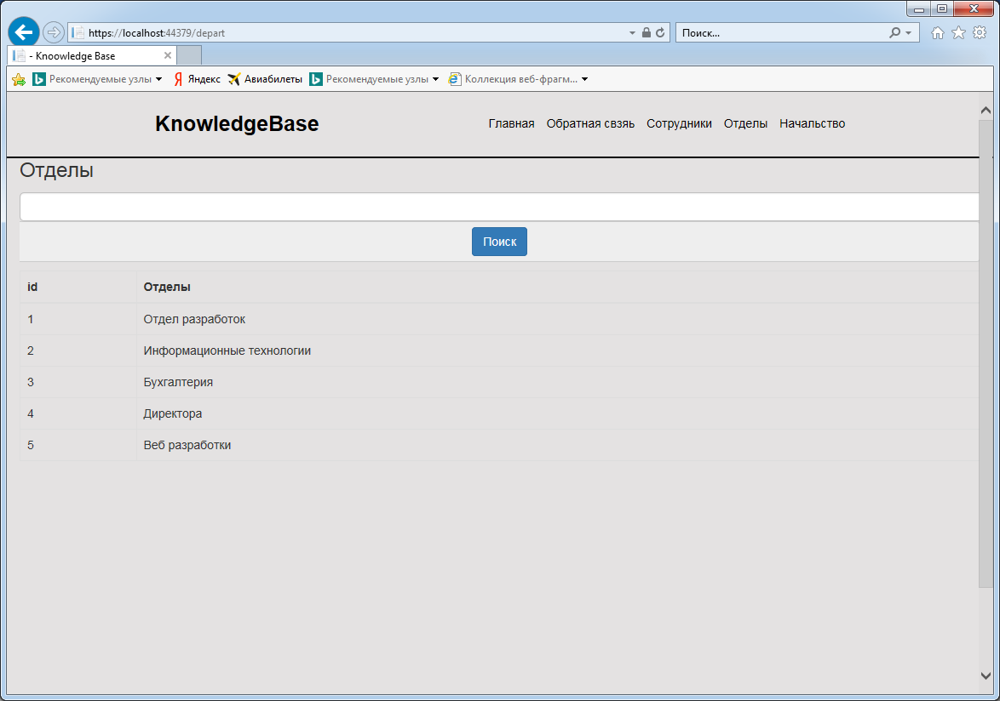 https://localhost:44379/depart
Поиск...
- Knoowledge Base
Рекомендуемые узлы Яндекс Авиабилеты Рекомендуемые узлы Коллекция веб-фрагм...
KnowledgeBase
Главная Обратная свзяь Сотрудники Отделы Начальство
Отделы
Поиск
id Отделы
1 Отдел разработок
2 Информационные технологии
3 Бухгалтерия
4 Директора
5 Веб разработки